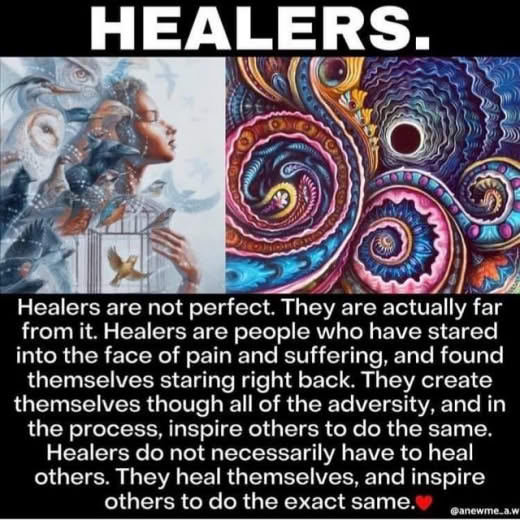 HEALERS.
Healers are not perfect. They are actually far
from it. Healers are people who have stared
into the face of pain and suffering, and found
themselves staring right back. They create
themselves though all of the adversity, and in
the process, inspire others to do the same.
Healers do not necessarily have to heal
others. They heal themselves, and inspire
others to do the exact same.❤️
@anewme_a.w